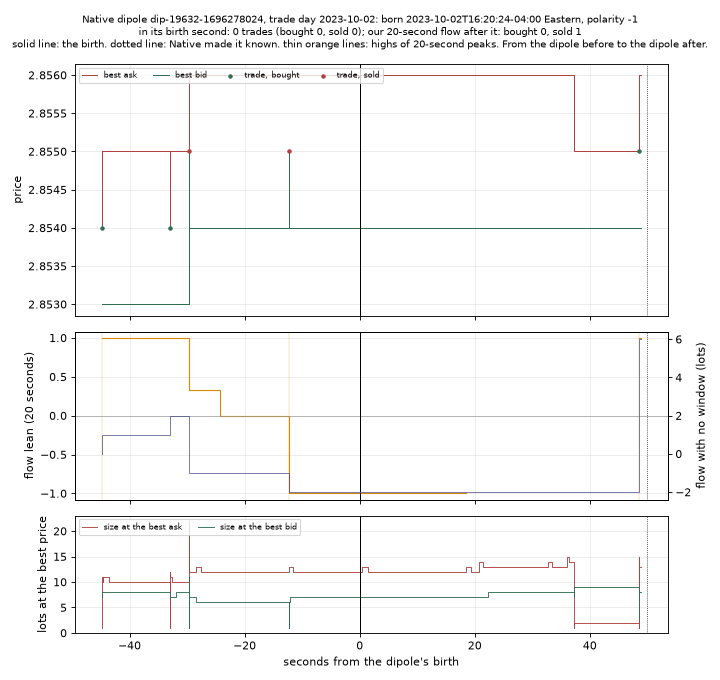 Native dipole dip-19632-1696278024, trade day 2023-10-02: born 2023-10-02T16:20:24-04:00 Eastern, polarity -1
in its birth second: 0 trades (bought 0, sold 0); our 20-second flow after it: bought 0, sold 1
solid line: the birth. dotted line: Native made it known. thin orange lines: highs of 20-second peaks. From the dipole before to the dipole after.
best ask best bid trade, bought trade, sold
2.8560
2.8555
2.8550
2.8545
2.8540
2.8535
2.8530
price
1.0
0.5
0.0
−0.5
−1.0
flow lean (20 seconds)
6
4
2
0
−2
flow with no window (lots)
size at the best ask size at the best bid
20
15
10
5
0
lots at the best price
−40 −20 0 20 40
seconds from the dipole's birth